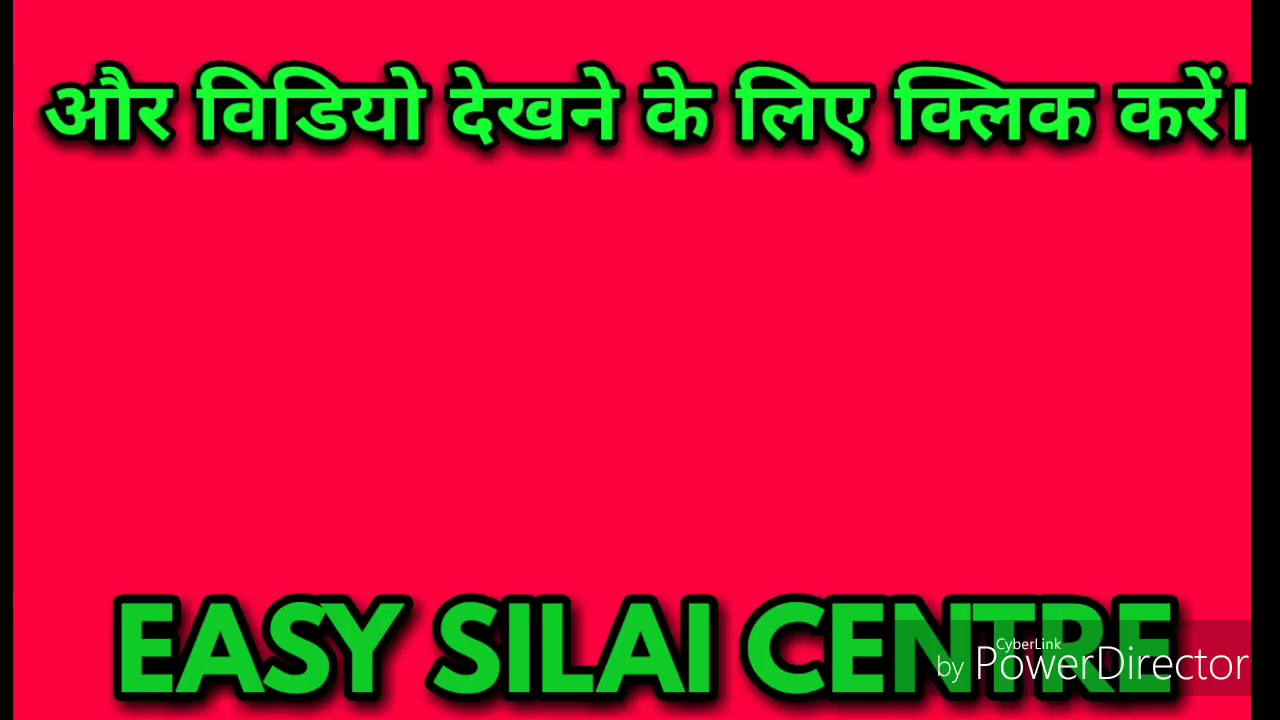 और विडियो देखने के लिए क्लिक करें।
EASY SILAI CENTRE
CyberLink
by PowerDirector